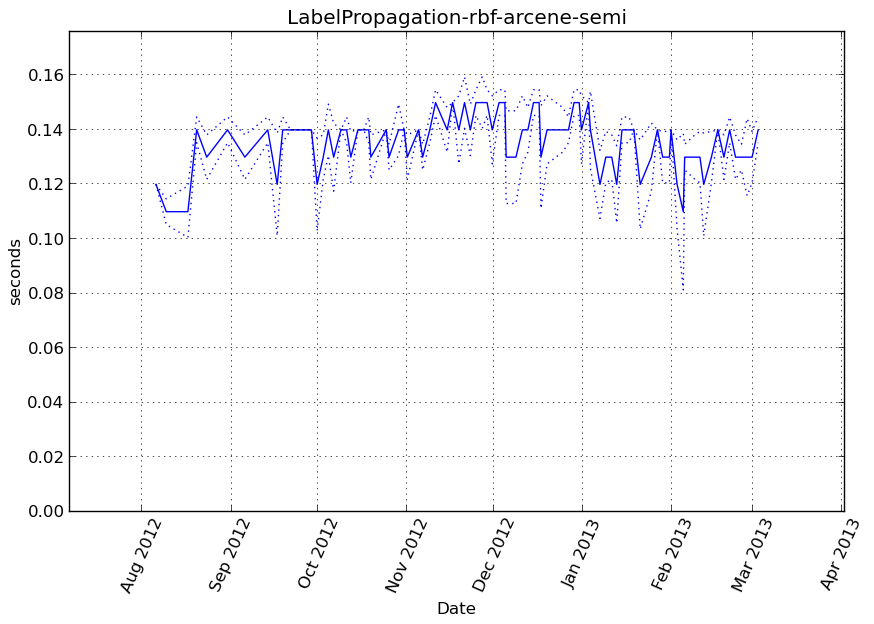 LabelPropagation-rbf-arcene-semi
0.16
0.14
0.12
0.10
0.08
0.06
0.04
0.02
0.00
seconds
Aug 2012
Sep 2012
Oct 2012
Nov 2012
Dec 2012
Jan 2013
Feb 2013
Mar 2013
Apr 2013
Date